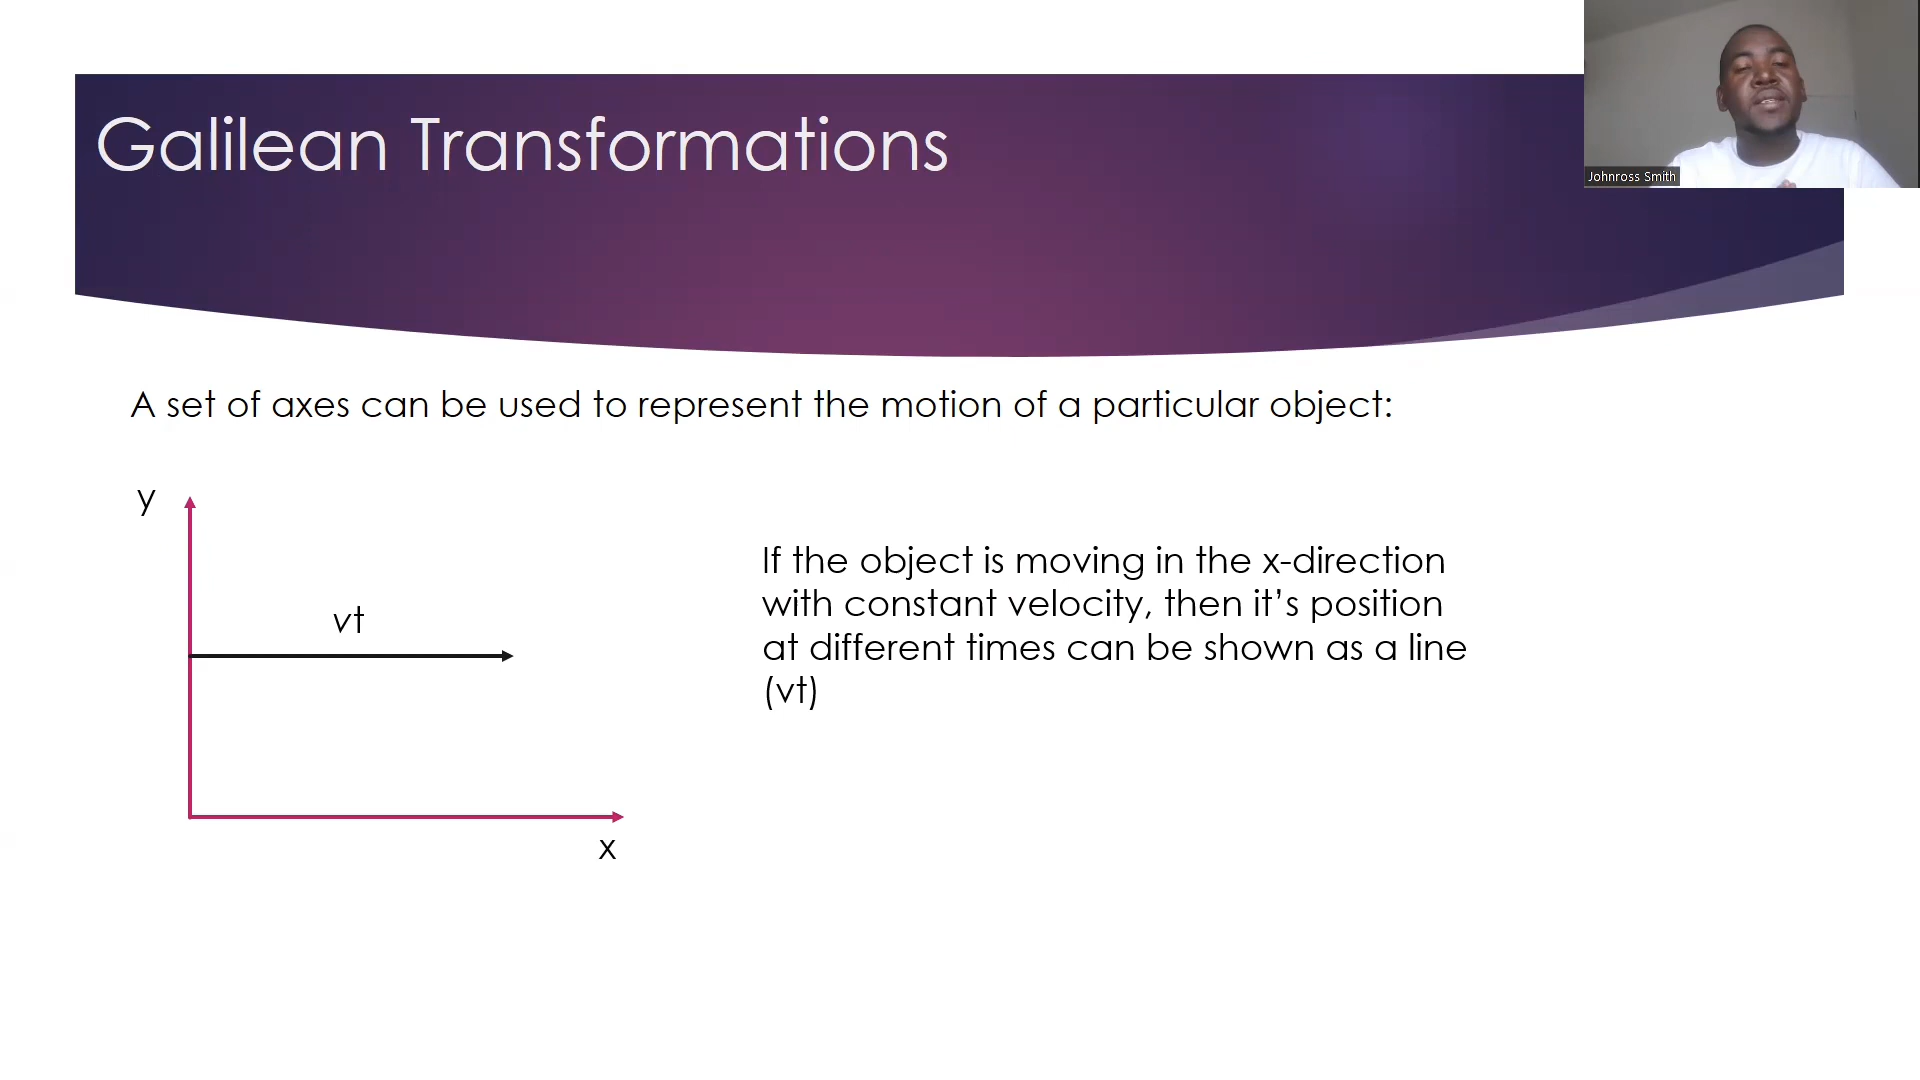 Galilean Transformations
Johnross Smith
A set of axes can be used to represent the motion of a particular object:
y
vt
x
If the object is moving in the x-direction
with constant velocity, then it’s position
at different times can be shown as a line
(vt)